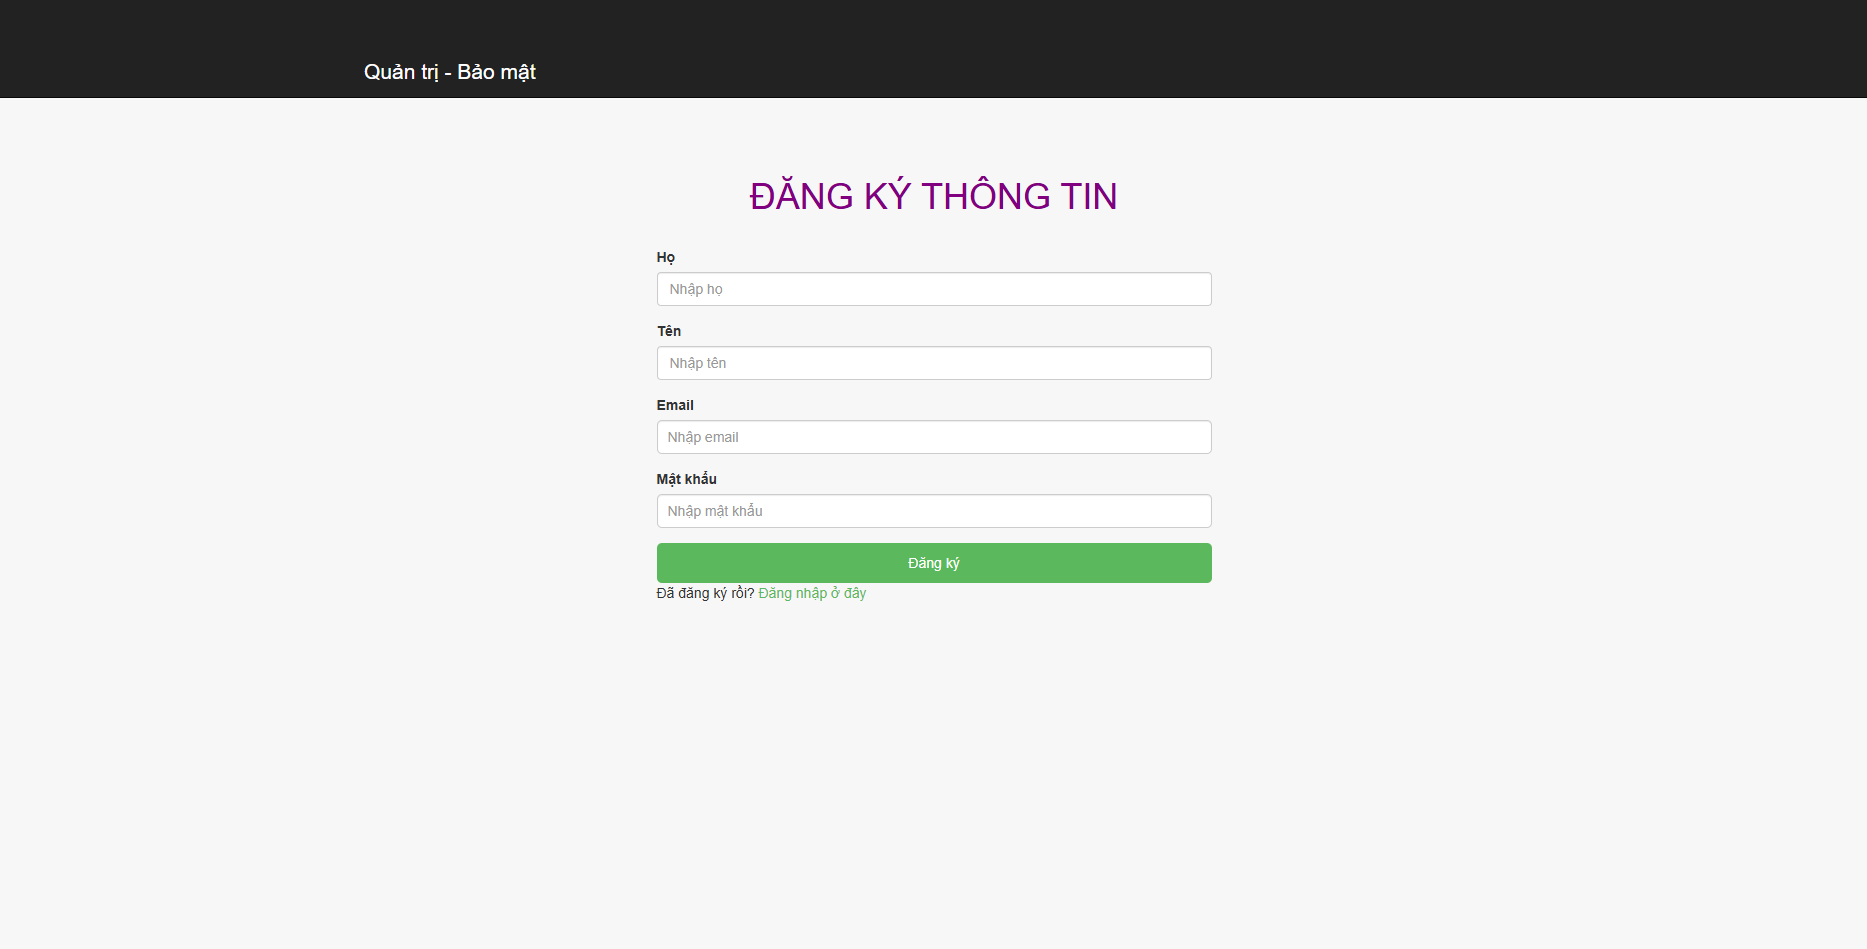 Quản trị - Bảo mật
ĐĂNG KÝ THÔNG TIN
Họ
Nhập họ
Tên
Nhập tên
Email
Nhập email
Mật khẩu
Nhập mật khẩu
Đăng ký
Đã đăng ký rồi? Đăng nhập ở đây